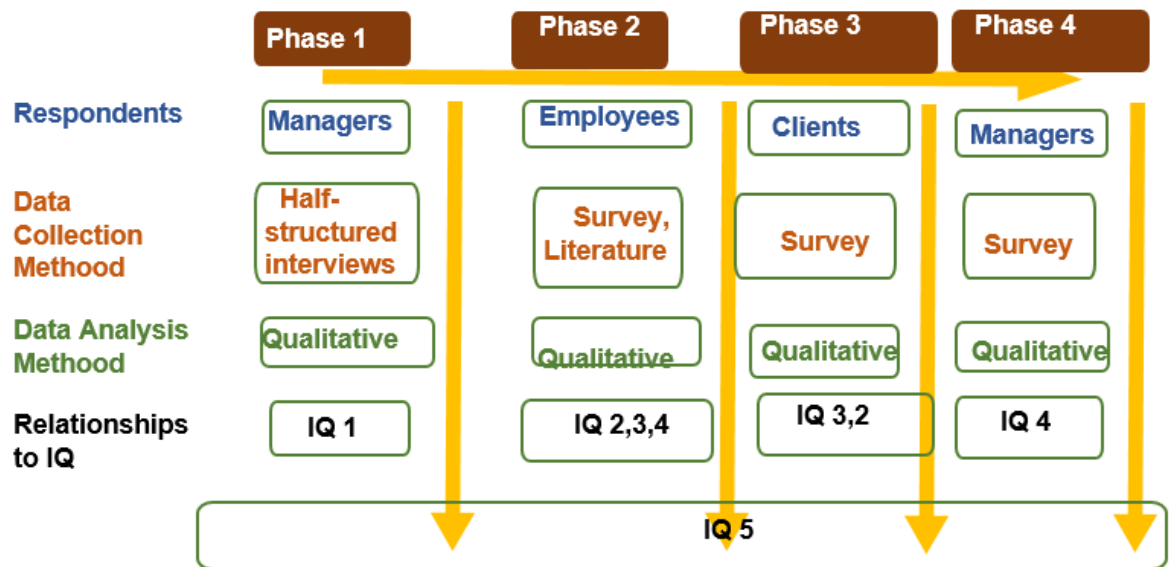 Phase 1
Phase 2
Phase 3
Phase 4
Respondents
Managers
Employees
Clients
Managers
Data
Collection
Methood
Half-
structured
interviews
Survey,
Literature
Survey
Survey
Data Analysis
Methood
Qualitative
Qualitative
Qualitative
Qualitative
Relationships
to IQ
IQ 1
IQ 2,3,4
IQ 3,2
IQ 4
IQ 5